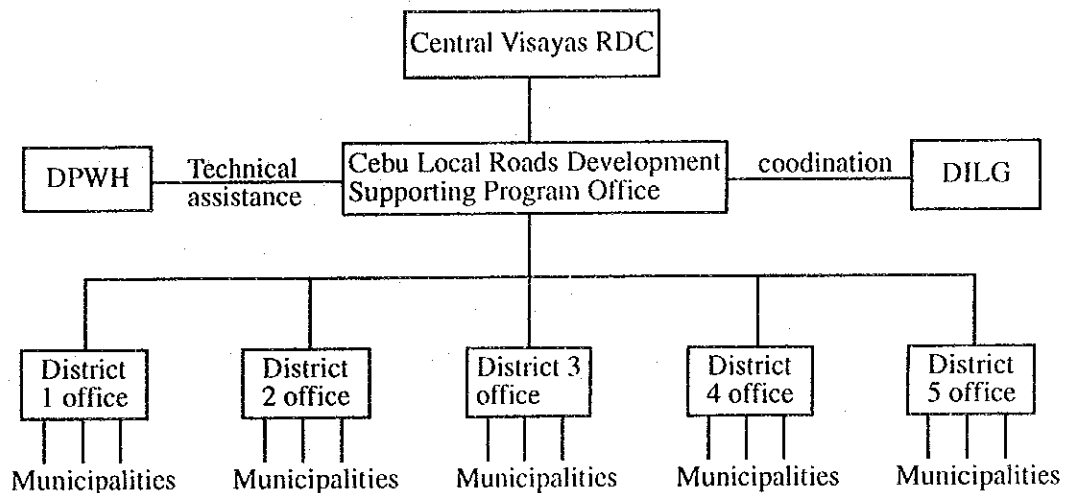 Central Visayas RDC
DPWH
Technical
assistance
Cebu Local Roads Development
Supporting Program Office
coodination
DILG
District
1 office
District
2 office
District 3
office
District
4 office
District
5 office
Municipalities
Municipalities
Municipalities
Municipalities
Municipalities